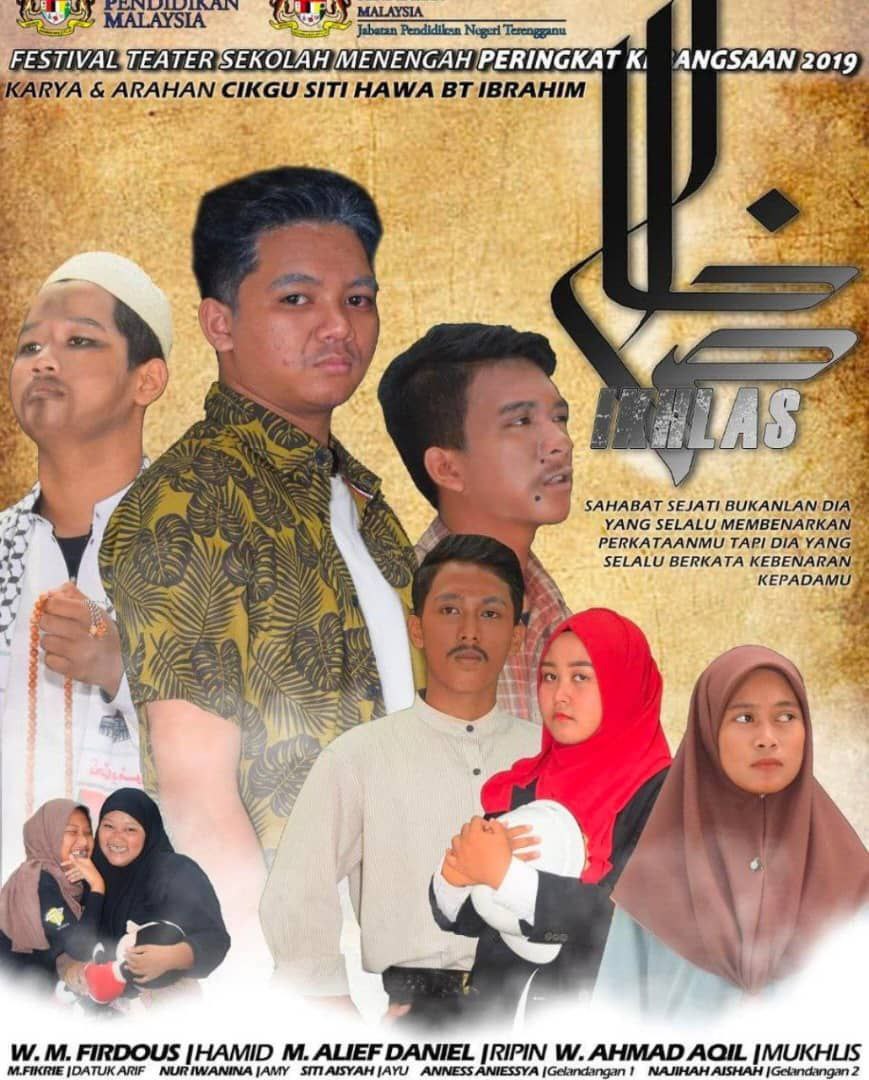 PENDIDIKAN
MALAYSIA
MALAYSIA
Jabatan Pendidikan Negeri Terengganu
FESTIVAL TEATER SEKOLAH MENENGAH PERINGKAT KEBANGSAAN 2019
KARYA & ARAHAN CIKGU SITI HAWA BT IBRAHIM
IKHLAS
SAHABAT SEJATI BUKANLAN DIA
YANG SELALU MEMBENARKAN
PERKATAANMU TAPI DIA YANG
SELALU BERKATA KEBENARAN
KEPADAMU
W. M. FIRDOUS |HAMID M. ALIEF DANIEL |RIPIN W. AHMAD AQIL |MUKHLIS
M.FIKRIE |DATUK ARIF NUR IWANINA |AMY SITI AISYAH |AYU ANNESS ANIESSYA |Gelandangan 1 NAJIHAH AISHAH |Gelandangan 2